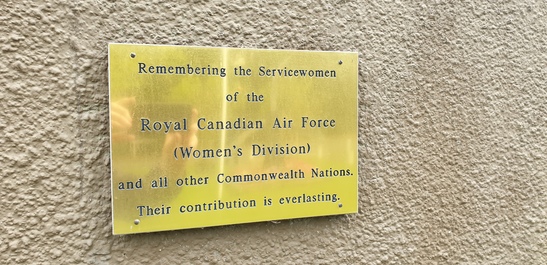 Remembering the Servicewomen
of the
Royal Canadian Air Force
(Women's Division)
and all other Commonwealth Nations.
Their contribution is everlasting.